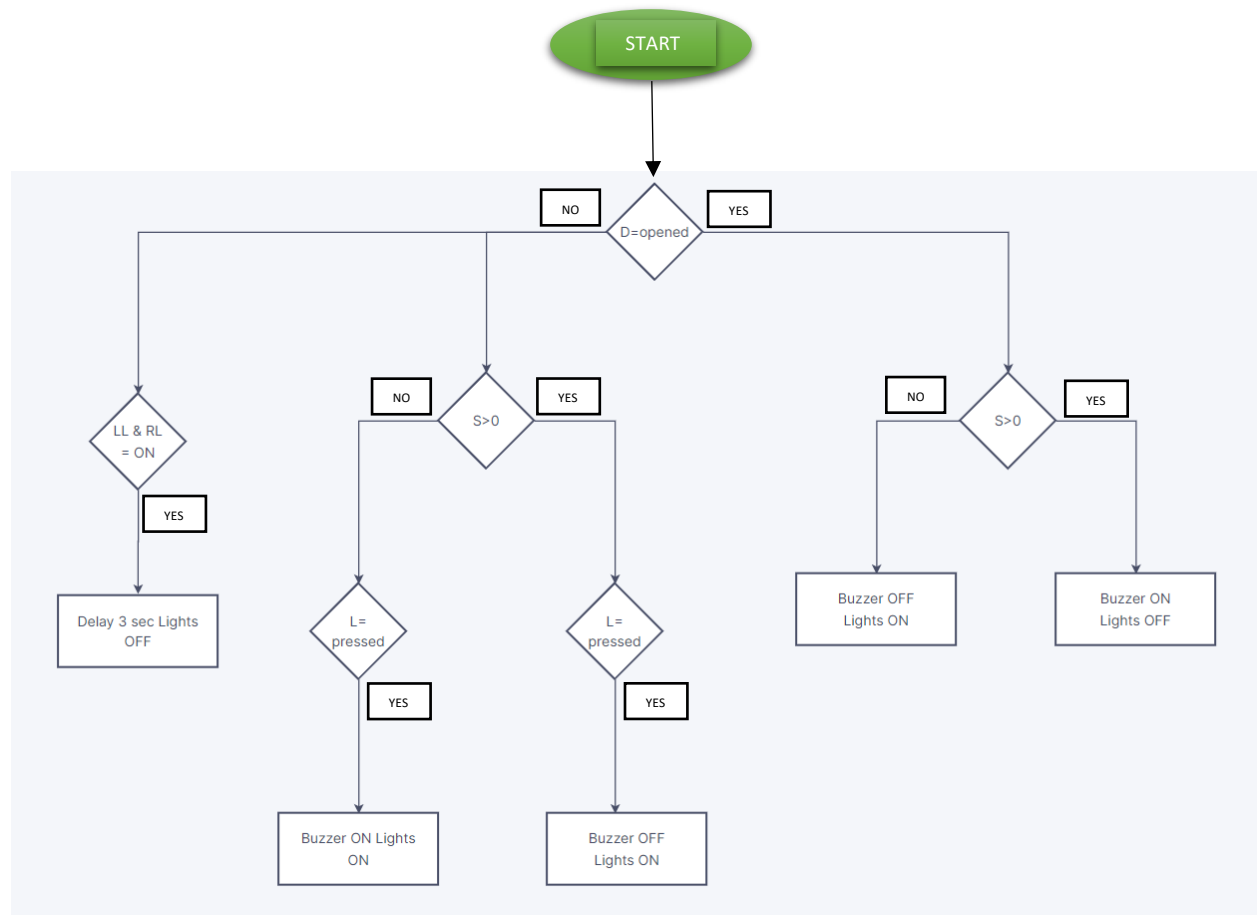 START
NO
YES
D=opened
NO
YES
NO
YES
S>0
S>0
LL & RL
= ON
YES
Buzzer OFF
Lights ON
Buzzer ON
Lights OFF
Delay 3 sec Lights
OFF
L=
pressed
L=
pressed
YES
YES
Buzzer ON Lights
ON
Buzzer OFF
Lights ON